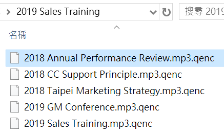 2019 Sales Training
搜尋 20
名稱
2018 Annual Performance Review.mp3.qenc
2018 CC Support Principle.mp3.qenc
2018 Taipei Marketing Strategy.mp3.qenc
2019 GM Conference.mp3.qenc
2019 Sales Training.mp3.qenc